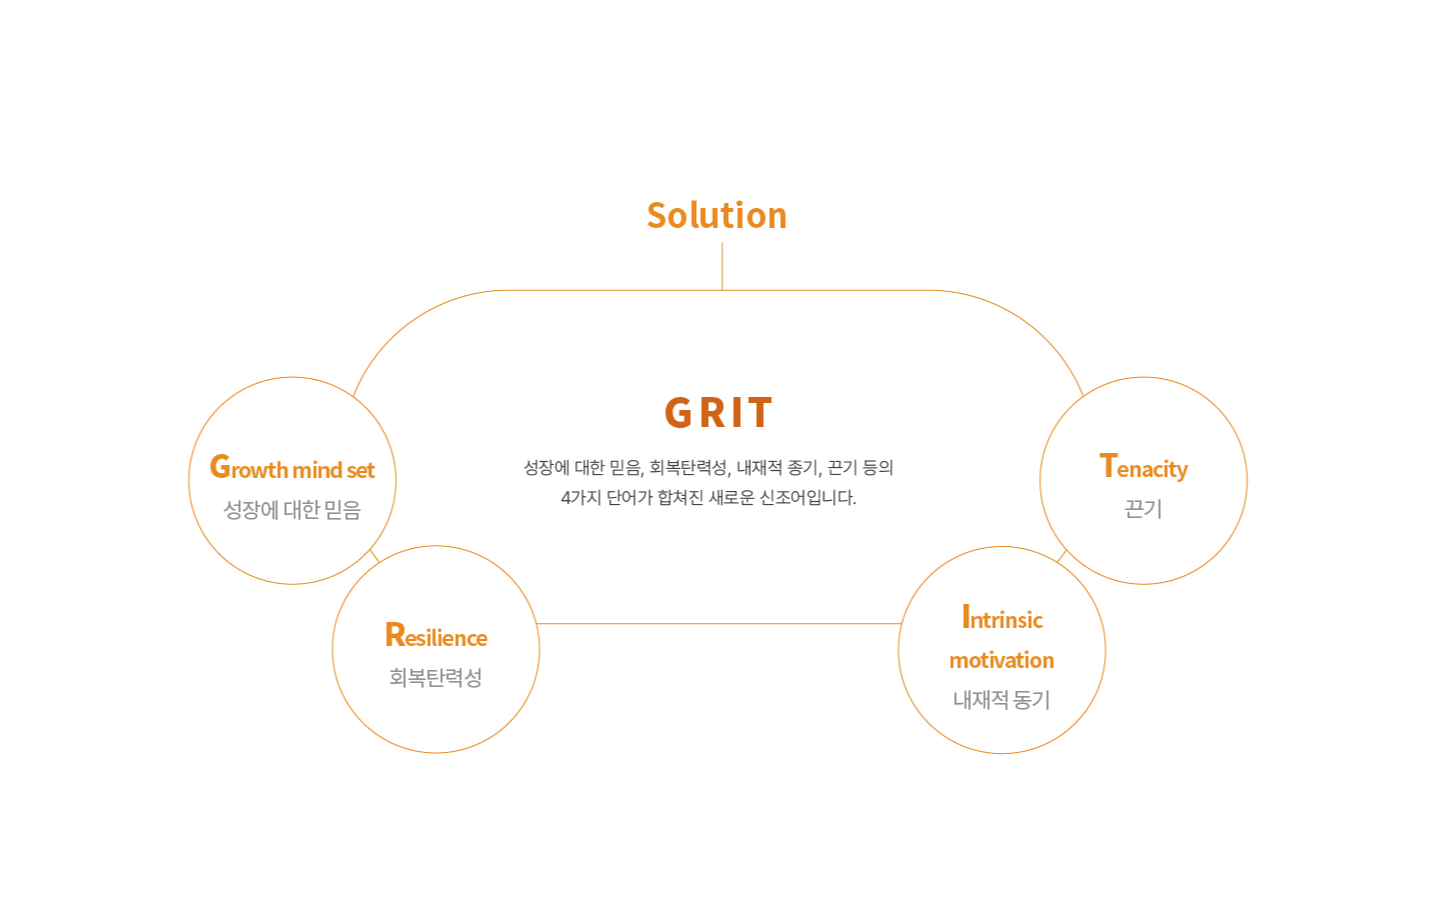 Solution
GRIT
성장에 대한 믿음, 회복탄력성, 내재적 종기, 끈기 등의
4가지 단어가 합쳐진 새로운 신조어입니다.
Growth mind set
성장에 대한 믿음
Resilience
회복탄력성
Intrinsic
motivation
내재적 동기
Tenacity
끈기